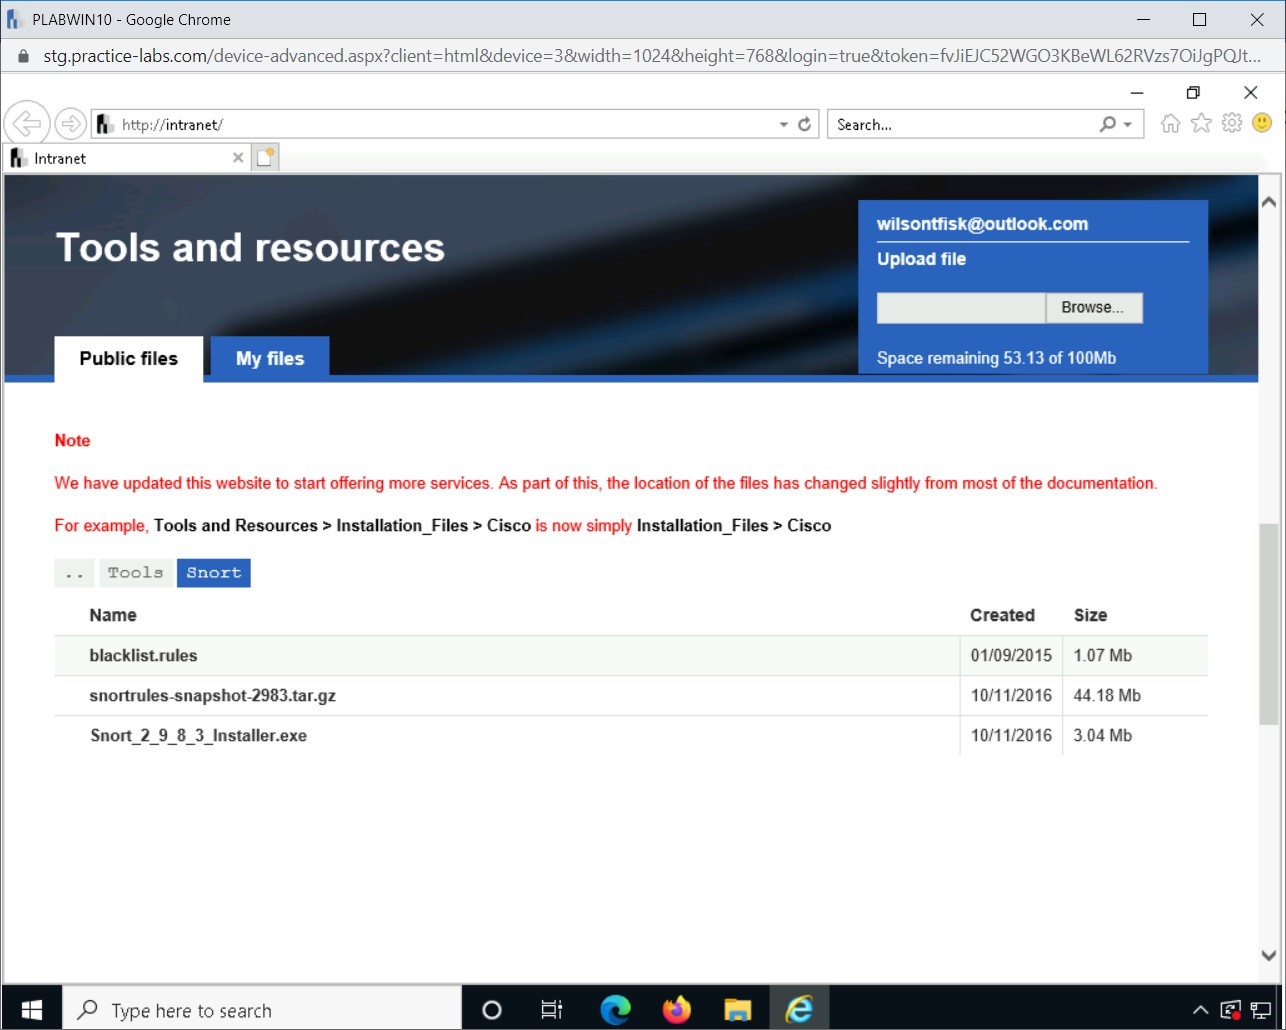 PLABWIN10 - Google Chrome
stg.practice-labs.com/device-advanced.aspx?client=html&device=3&width=1024&height=768&login=true&token=fvJiEJC52WGO3KBeWL62RVzs7OiJgPQJt...
http://intranet/
Search...
Intranet
Tools and resources
wilsontfisk@outlook.com
Upload file
Browse...
Space remaining 53.13 of 100Mb
Public files
My files
Note
We have updated this website to start offering more services. As part of this, the location of the files has changed slightly from most of the documentation.
For example, Tools and Resources > Installation_Files > Cisco is now simply Installation_Files > Cisco
.. Tools Snort
Name Created Size
blacklist.rules 01/09/2015 1.07 Mb
snortrules-snapshot-2983.tar.gz 10/11/2016 44.18 Mb
Snort_2_9_8_3_Installer.exe 10/11/2016 3.04 Mb
Type here to search